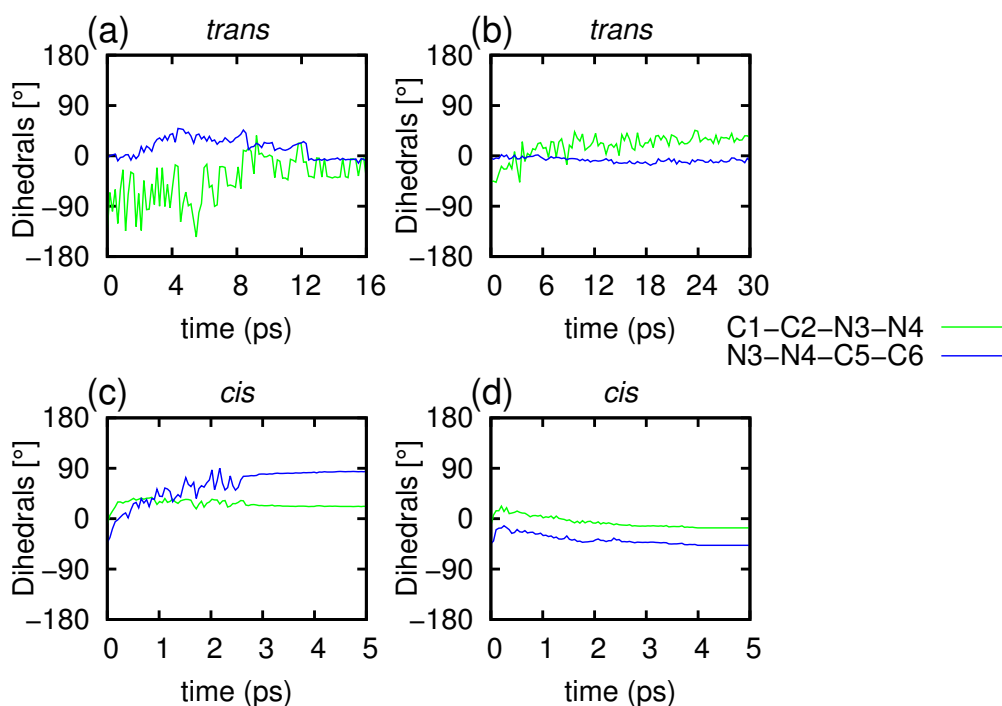 (a) trans
180
90
0
−90
−180
Dihedrals [°]
0 4 8 12 16
time (ps)
(b) trans
180
90
0
−90
−180
Dihedrals [°]
0 6 12 18 24 30
time (ps)
C1−C2−N3−N4
N3−N4−C5−C6
(c) cis
180
90
0
−90
−180
Dihedrals [°]
0 1 2 3 4 5
time (ps)
(d) cis
180
90
0
−90
−180
Dihedrals [°]
0 1 2 3 4 5
time (ps)